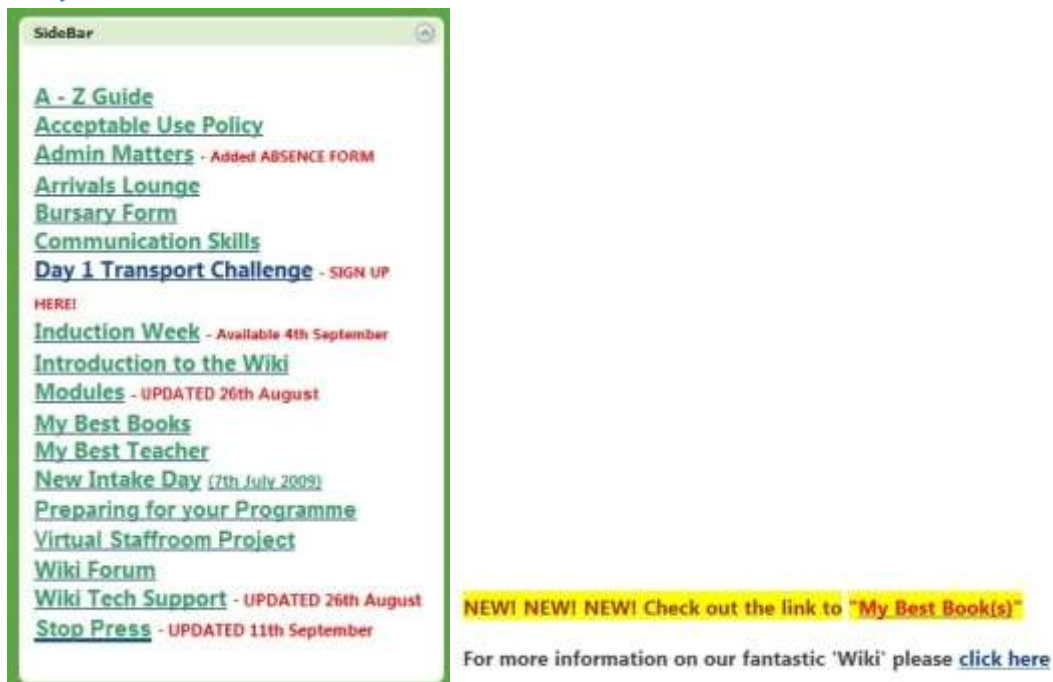 SideBar
A - Z Guide
Acceptable Use Policy
Admin Matters - Added ABSENCE FORM
Arrivals Lounge
Bursary Form
Communication Skills
Day 1 Transport Challenge - SIGN UP
HERE!
Induction Week - Available 4th September
Introduction to the Wiki
Modules - UPDATED 26th August
My Best Books
My Best Teacher
New Intake Day (7th July 2009)
Preparing for your Programme
Virtual Staffroom Project
Wiki Forum
Wiki Tech Support - UPDATED 26th August
Stop Press - UPDATED 11th September
NEW! NEW! NEW! Check out the link to "My Best Book(s)"
For more information on our fantastic 'Wiki' please click here